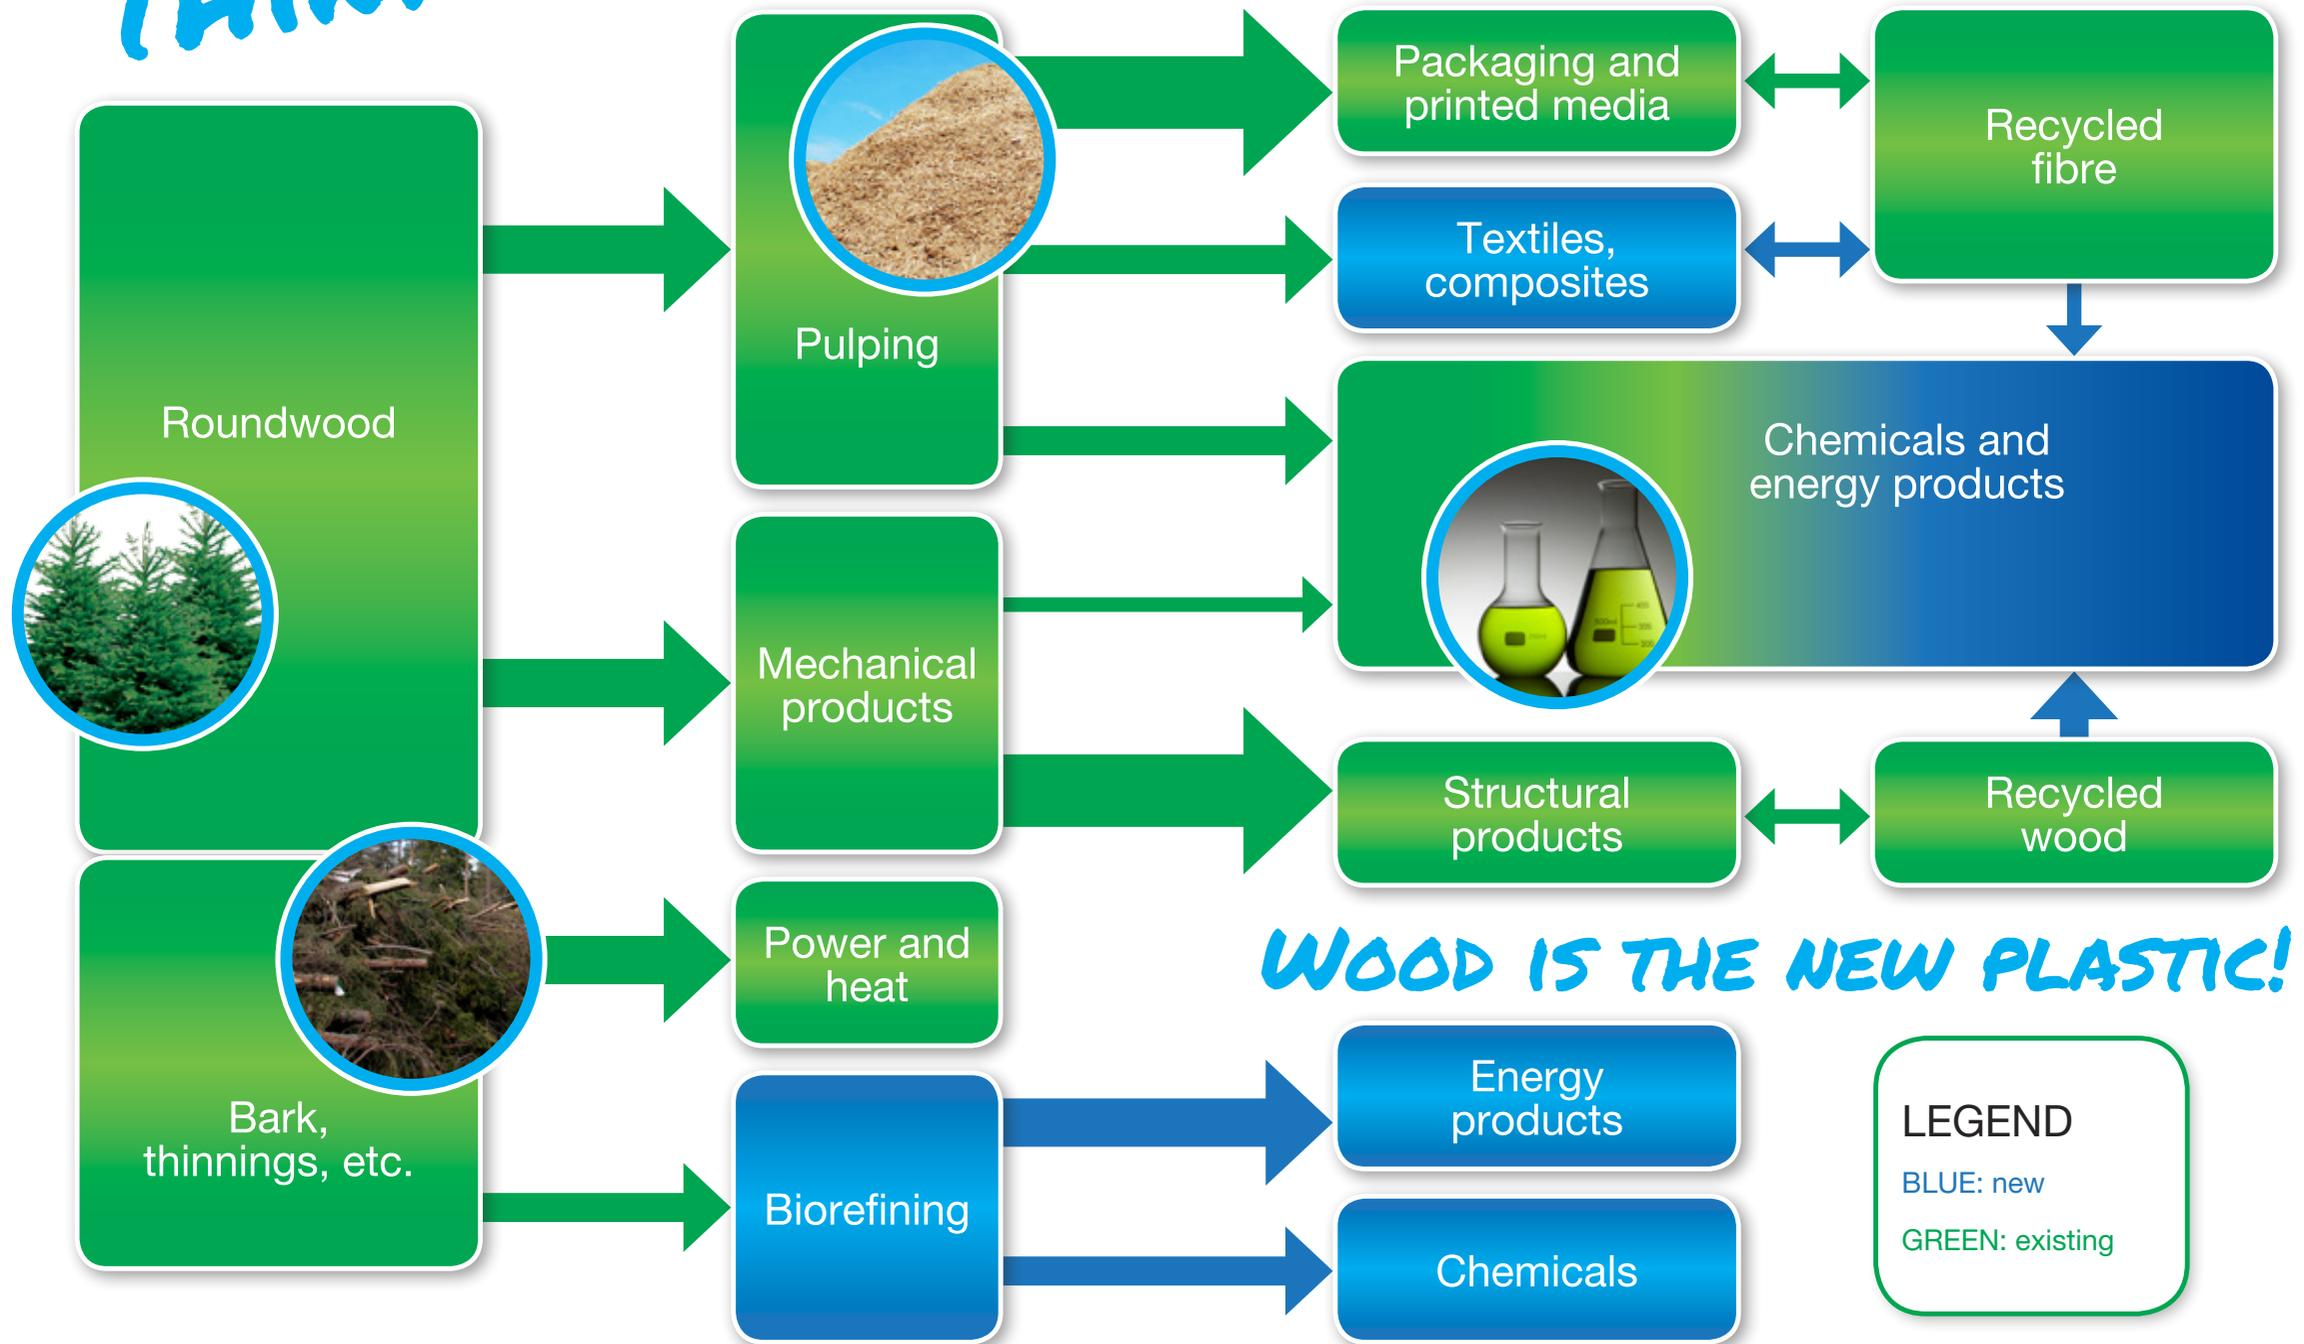 Packaging and
printed media
Recycled
fibre
Textiles,
composites
Pulping
Roundwood
Chemicals and
energy products
Mechanical
products
Structural
products
Recycled
wood
Power and
heat
WOOD IS THE NEW PLASTIC!
Bark,
thinnings, etc.
Energy
products
Biorefining
Chemicals
LEGEND
BLUE: new
GREEN: existing